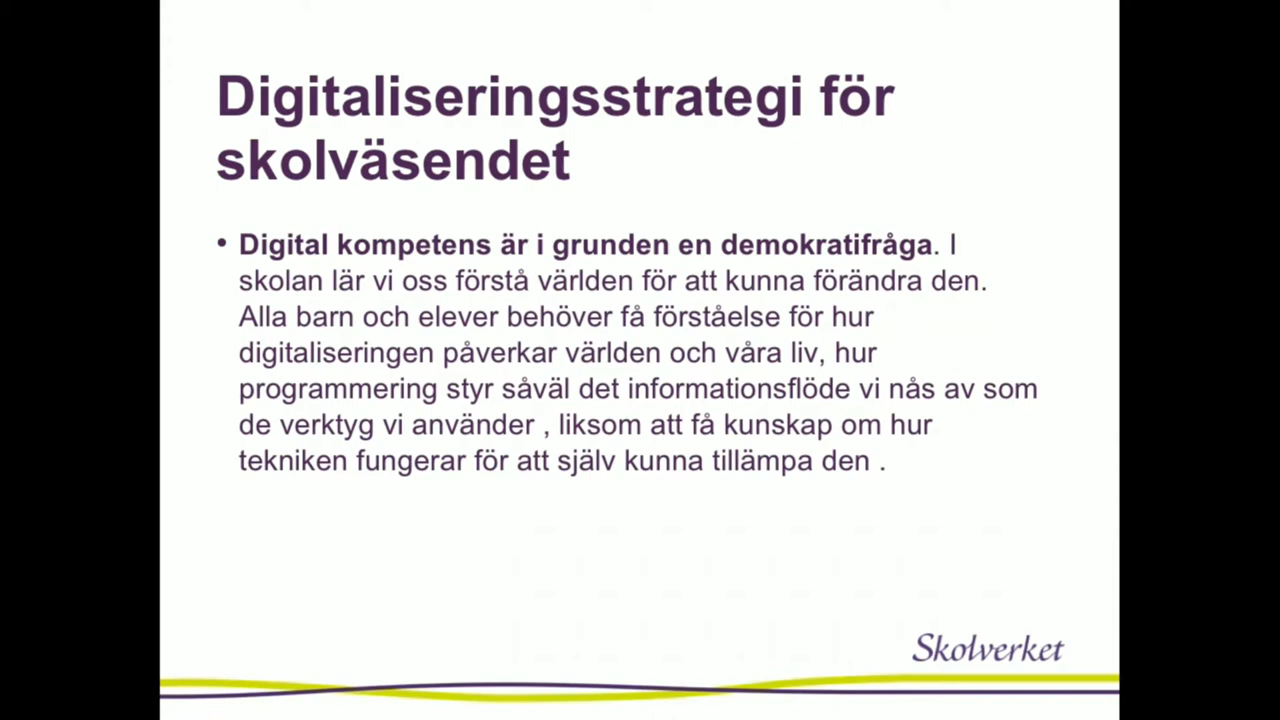 Digitaliseringsstrategi för
skolväsendet
• Digital kompetens är i grunden en demokratifråga. I
skolan lär vi oss förstå världen för att kunna förändra den.
Alla barn och elever behöver få förståelse för hur
digitaliseringen påverkar världen och våra liv, hur
programmering styr såväl det informationsflöde vi nås av som
de verktyg vi använder , liksom att få kunskap om hur
tekniken fungerar för att själv kunna tillämpa den .
Skolverket